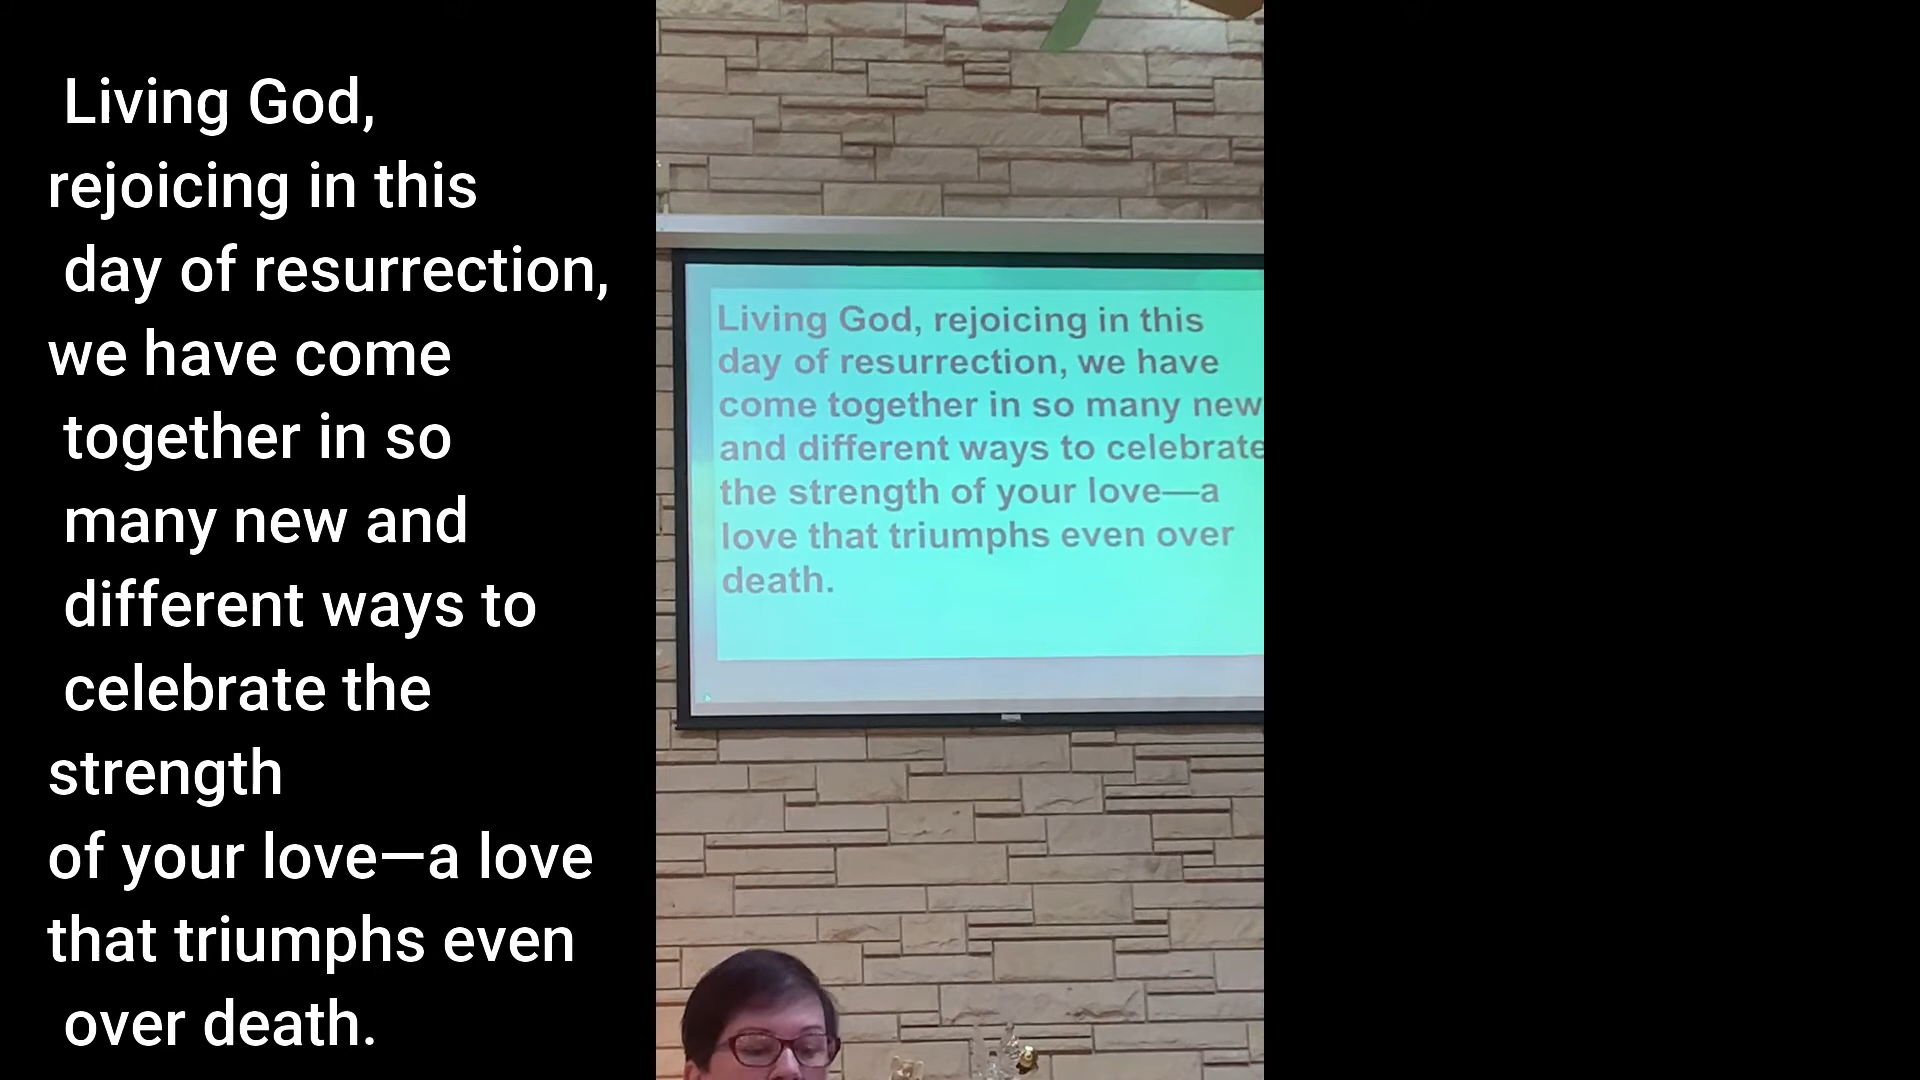 Living God,
rejoicing in this
day of resurrection,
we have come
together in so
many new and
different ways to
celebrate the
strength
of your love—a love
that triumphs even
over death.
Living God, rejoicing in this
day of resurrection, we have
come together in so many new
and different ways to celebrate
the strength of your love—a
love that triumphs even over
death.